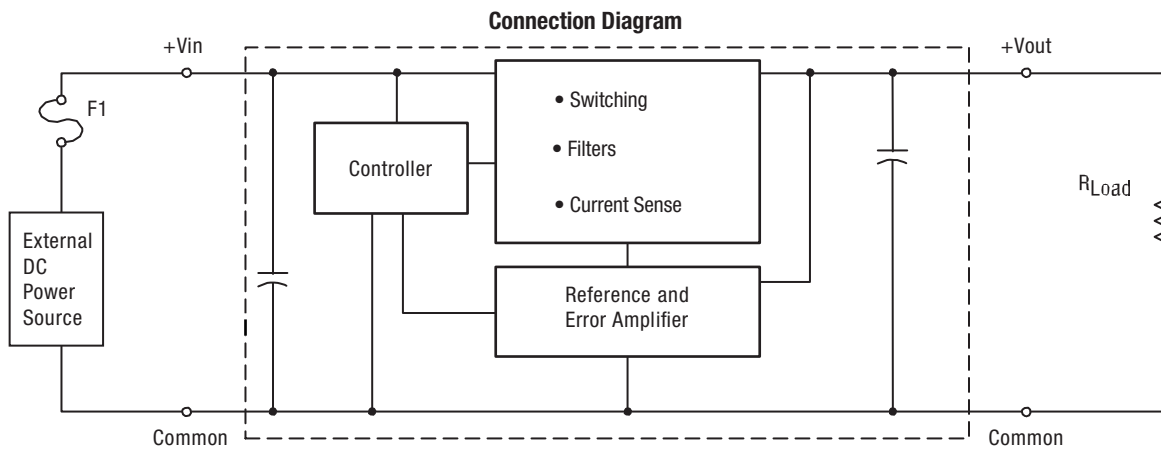 Connection Diagram
+Vin
+Vout
F1
• Switching
Controller
• Filters
RLoad
• Current Sense
External
DC
Power
Source
Reference and
Error Amplifier
Common
Common